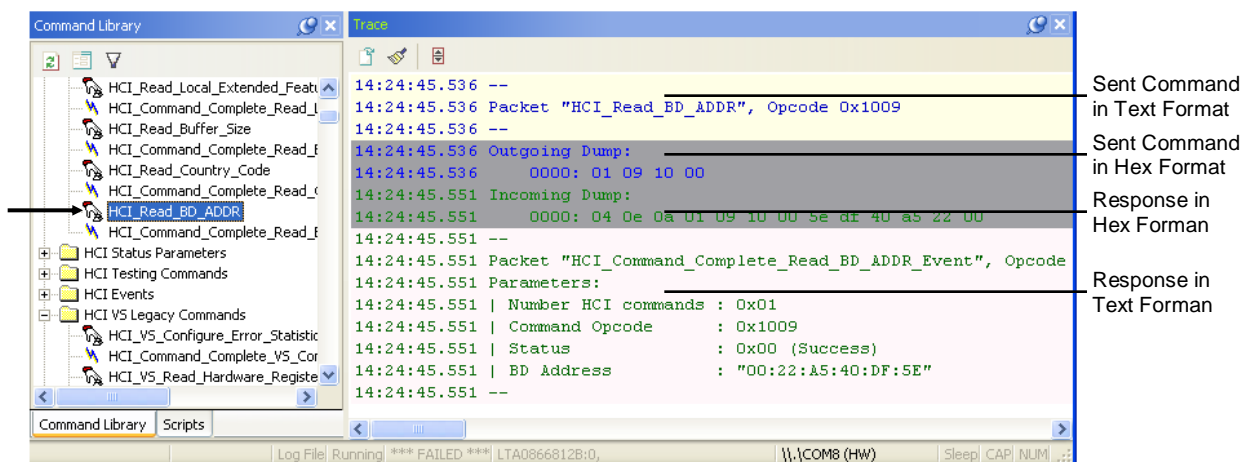 Command Library
HCI_Read_Local_Extended_Featu
HCI_Command_Complete_Read_L
HCI_Read_Buffer_Size
HCI_Command_Complete_Read_B
HCI_Read_Country_Code
HCI_Command_Complete_Read_C
HCI_Read_BD_ADDR
HCI_Command_Complete_Read_B
HCI Status Parameters
HCI Testing Commands
HCI Events
HCI VS Legacy Commands
HCI_VS_Configure_Error_Statistic
HCI_Command_Complete_VS_Con
HCI_VS_Read_Hardware_Registe
Command Library Scripts
Trace
14:24:45.536 --
14:24:45.536 Packet "HCI_Read_BD_ADDR", Opcode 0x1009
14:24:45.536 --
14:24:45.536 Outgoing Dump:
14:24:45.536 0000: 01 09 10 00
14:24:45.551 Incoming Dump:
14:24:45.551 0000: 04 0e 0a 01 09 10 00 5e df 40 a5 22 00
14:24:45.551 --
14:24:45.551 Packet "HCI_Command_Complete_Read_BD_ADDR_Event", Opcode
14:24:45.551 Parameters:
14:24:45.551 | Number HCI commands : 0x01
14:24:45.551 | Command Opcode : 0x1009
14:24:45.551 | Status : 0x00 (Success)
14:24:45.551 | BD Address : "00:22:A5:40:DF:5E"
14:24:45.551 --
Sent Command
in Text Format
Sent Command
in Hex Format
Response in
Hex Forman
Response in
Text Forman
Log File Running *** FAILED *** LTA0866812B:0, \\.\COM8 (HW) Sleep CAP NUM